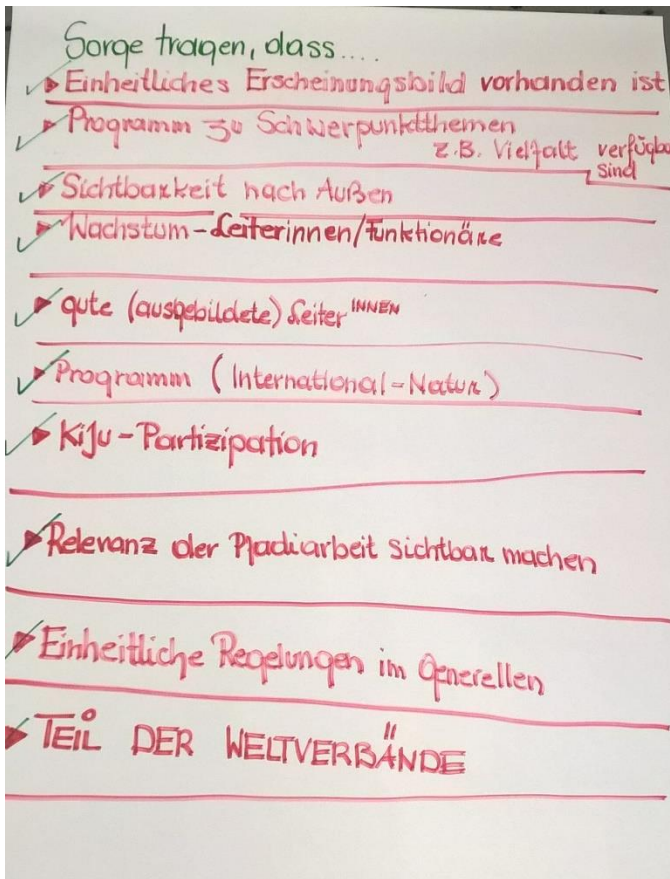 Sorge tragen, dass....
Einheitliches Erscheinungsbild vorhanden ist
Programm zu Schwerpunktthemen
z.B. Vielfalt verfügba
sind
Sichtbarkeit nach Außen
Wachstum-Leiterinnen/Funktionäre
gute (ausgebildete) Leiter INNEN
Programm (International-Natur)
KiJu-Partizipation
Relevanz der Pfadiarbeit sichtbar machen
Einheitliche Regelungen im Generellen
TEIL DER WELTVERBÄNDE